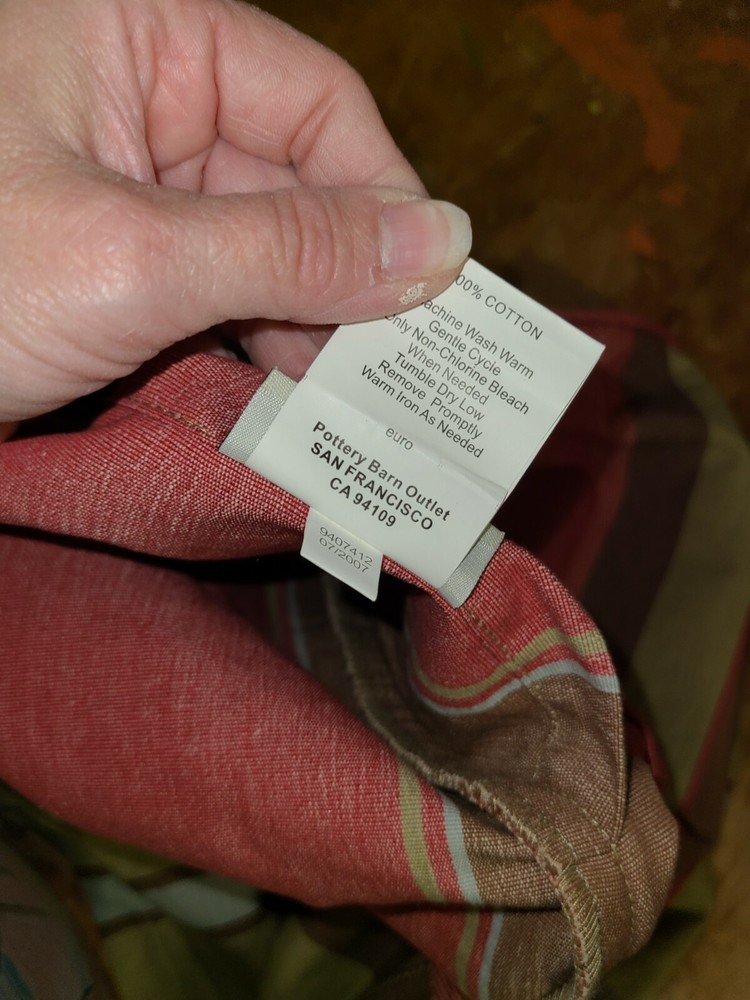 00% COTTON
achine Wash Warm
Gentle Cycle
Only Non-Chlorine Bleach
When Needed
Tumble Dry Low
Remove Promptly
Warm Iron As Needed
euro
Pottery Barn Outlet
SAN FRANCISCO
CA 94109
9407412
07/2007